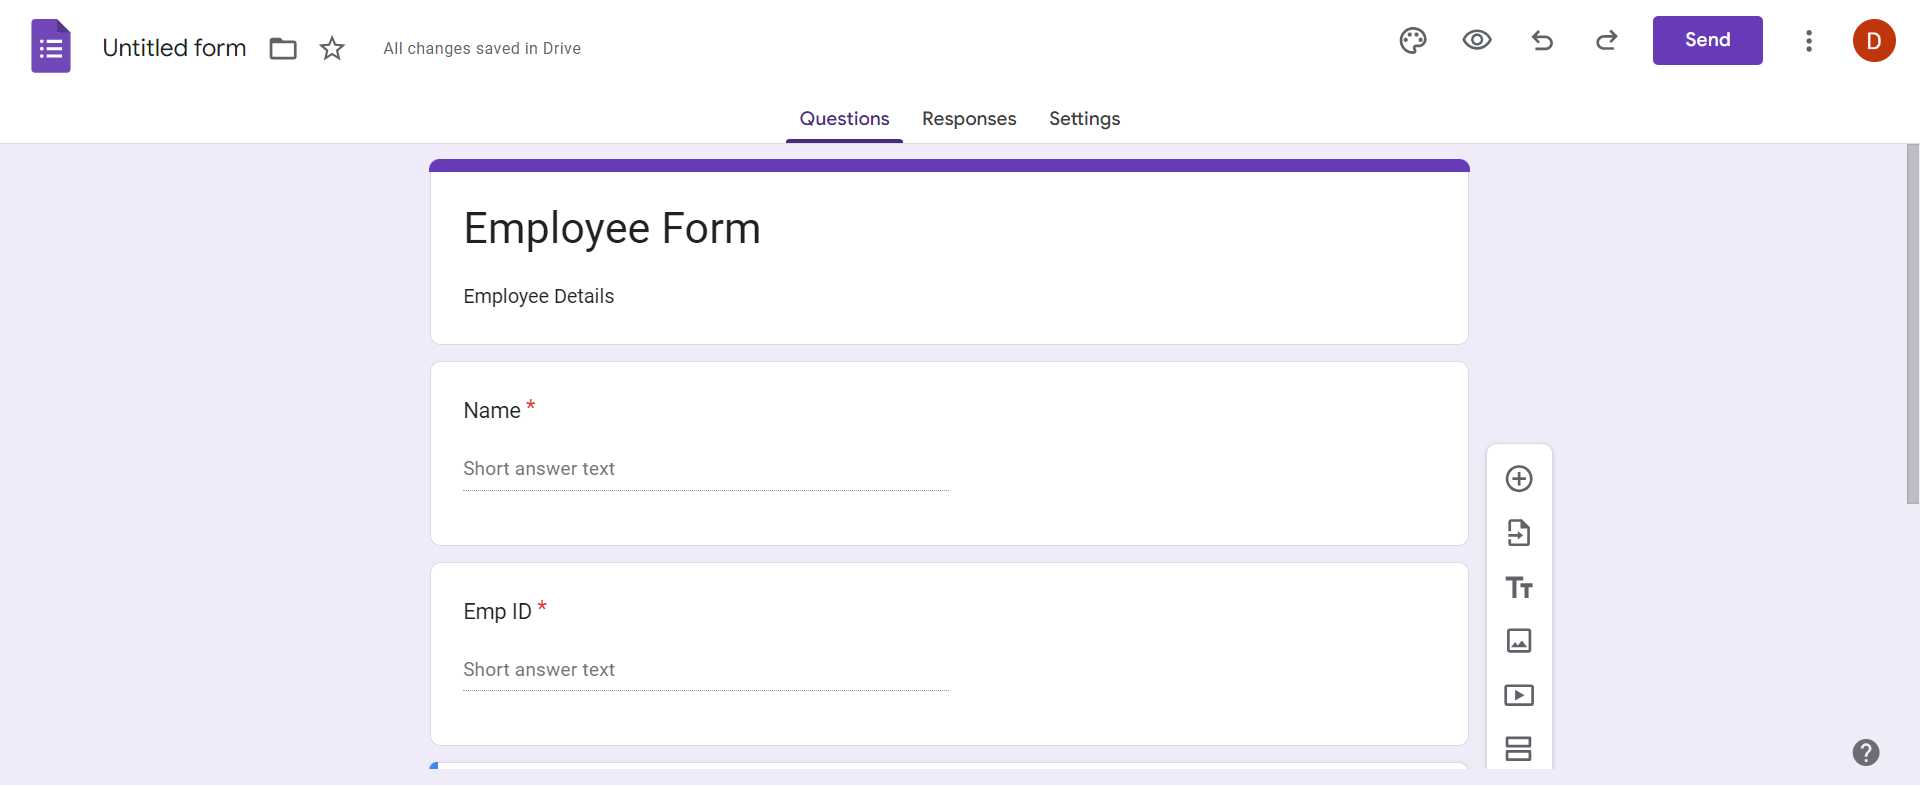 Untitled form
All changes saved in Drive
Send
D
Questions Responses Settings
Employee Form
Employee Details
Name *
Short answer text
Emp ID *
Short answer text